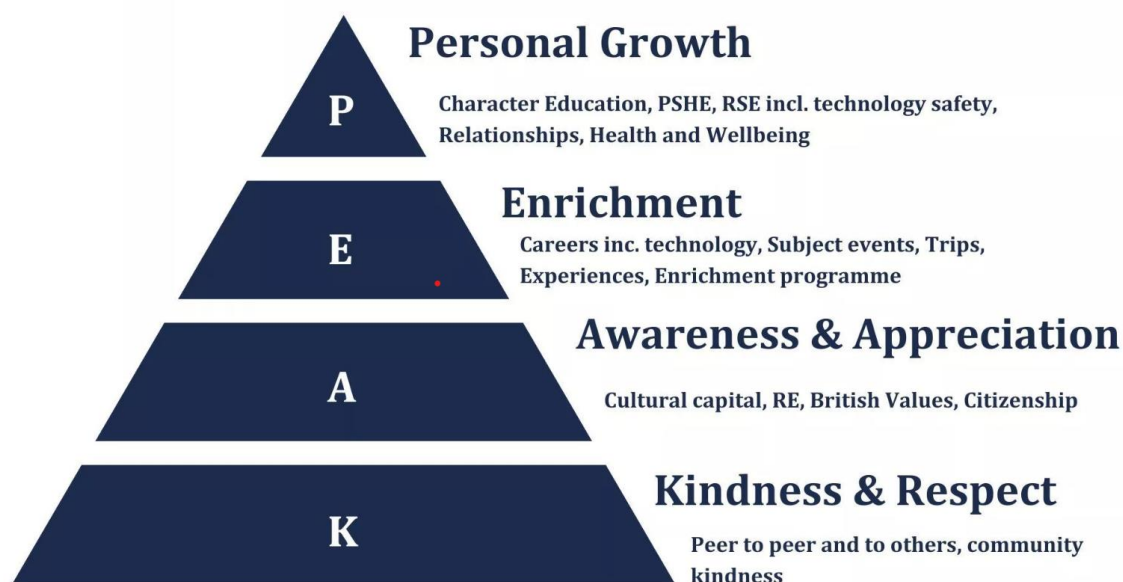 P
Personal Growth
Character Education, PSHE, RSE incl. technology safety,
Relationships, Health and Wellbeing
E
Enrichment
Careers inc. technology, Subject events, Trips,
Experiences, Enrichment programme
A
Awareness & Appreciation
Cultural capital, RE, British Values, Citizenship
K
Kindness & Respect
Peer to peer and to others, community
kindness